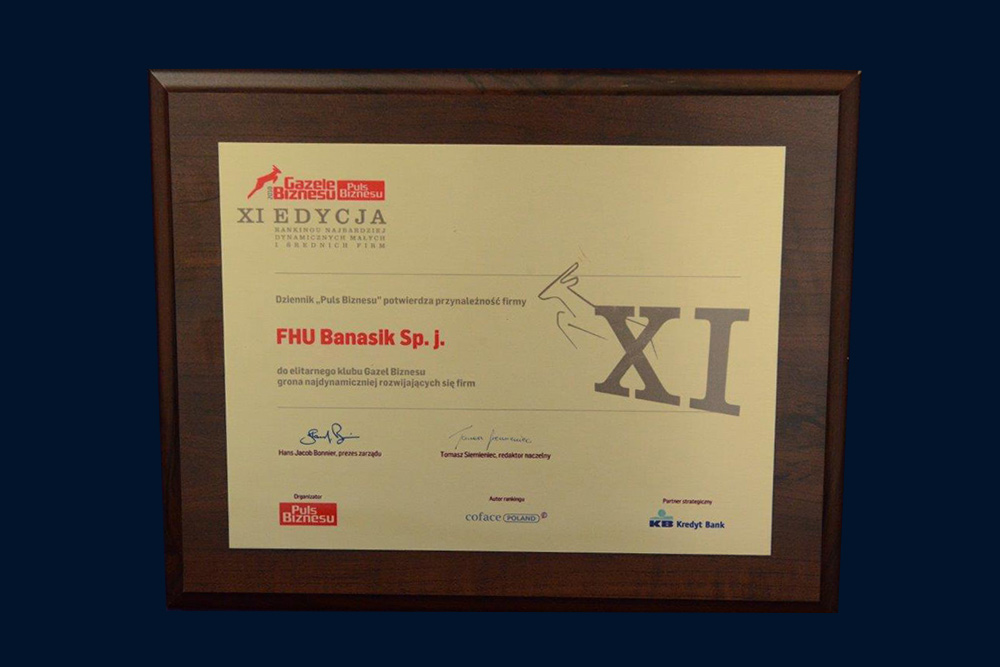 Gazele
Biznesu
Puls
Biznesu
XI EDYCJA
RANKINGU NAJBARDZIEJ
DYNAMICZNYCH MAŁYCH
I ŚREDNICH FIRM
Dziennik „Puls Biznesu” potwierdza przynależność firmy
FHU Banasik Sp. j.
do elitarnego klubu Gazel Biznesu
grona najdynamiczniej rozwijających się firm
XI
Hans Jacob Bonnier, prezes zarządu
Tomasz Siemieniec, redaktor naczelny
Organizator
Puls
Biznesu
Autor rankingu
coface POLAND
Partner strategiczny
KB Kredyt Bank